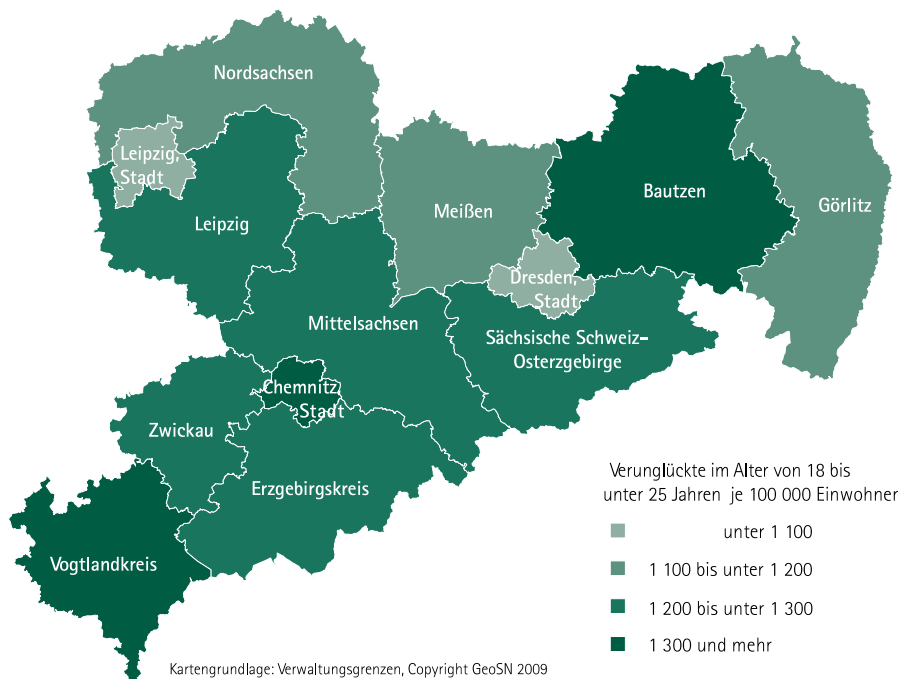 Nordsachsen
Leipzig,
Stadt
Leipzig
Meißen
Bautzen
Görlitz
Dresden,
Stadt
Mittelsachsen
Sächsische Schweiz-
Osterzgebirge
Chemnitz,
Stadt
Zwickau
Erzgebirgskreis
Vogtlandkreis
Verunglückte im Alter von 18 bis
unter 25 Jahren je 100 000 Einwohner
unter 1 100
1 100 bis unter 1 200
1 200 bis unter 1 300
1 300 und mehr
Kartengrundlage: Verwaltungsgrenzen, Copyright GeoSN 2009